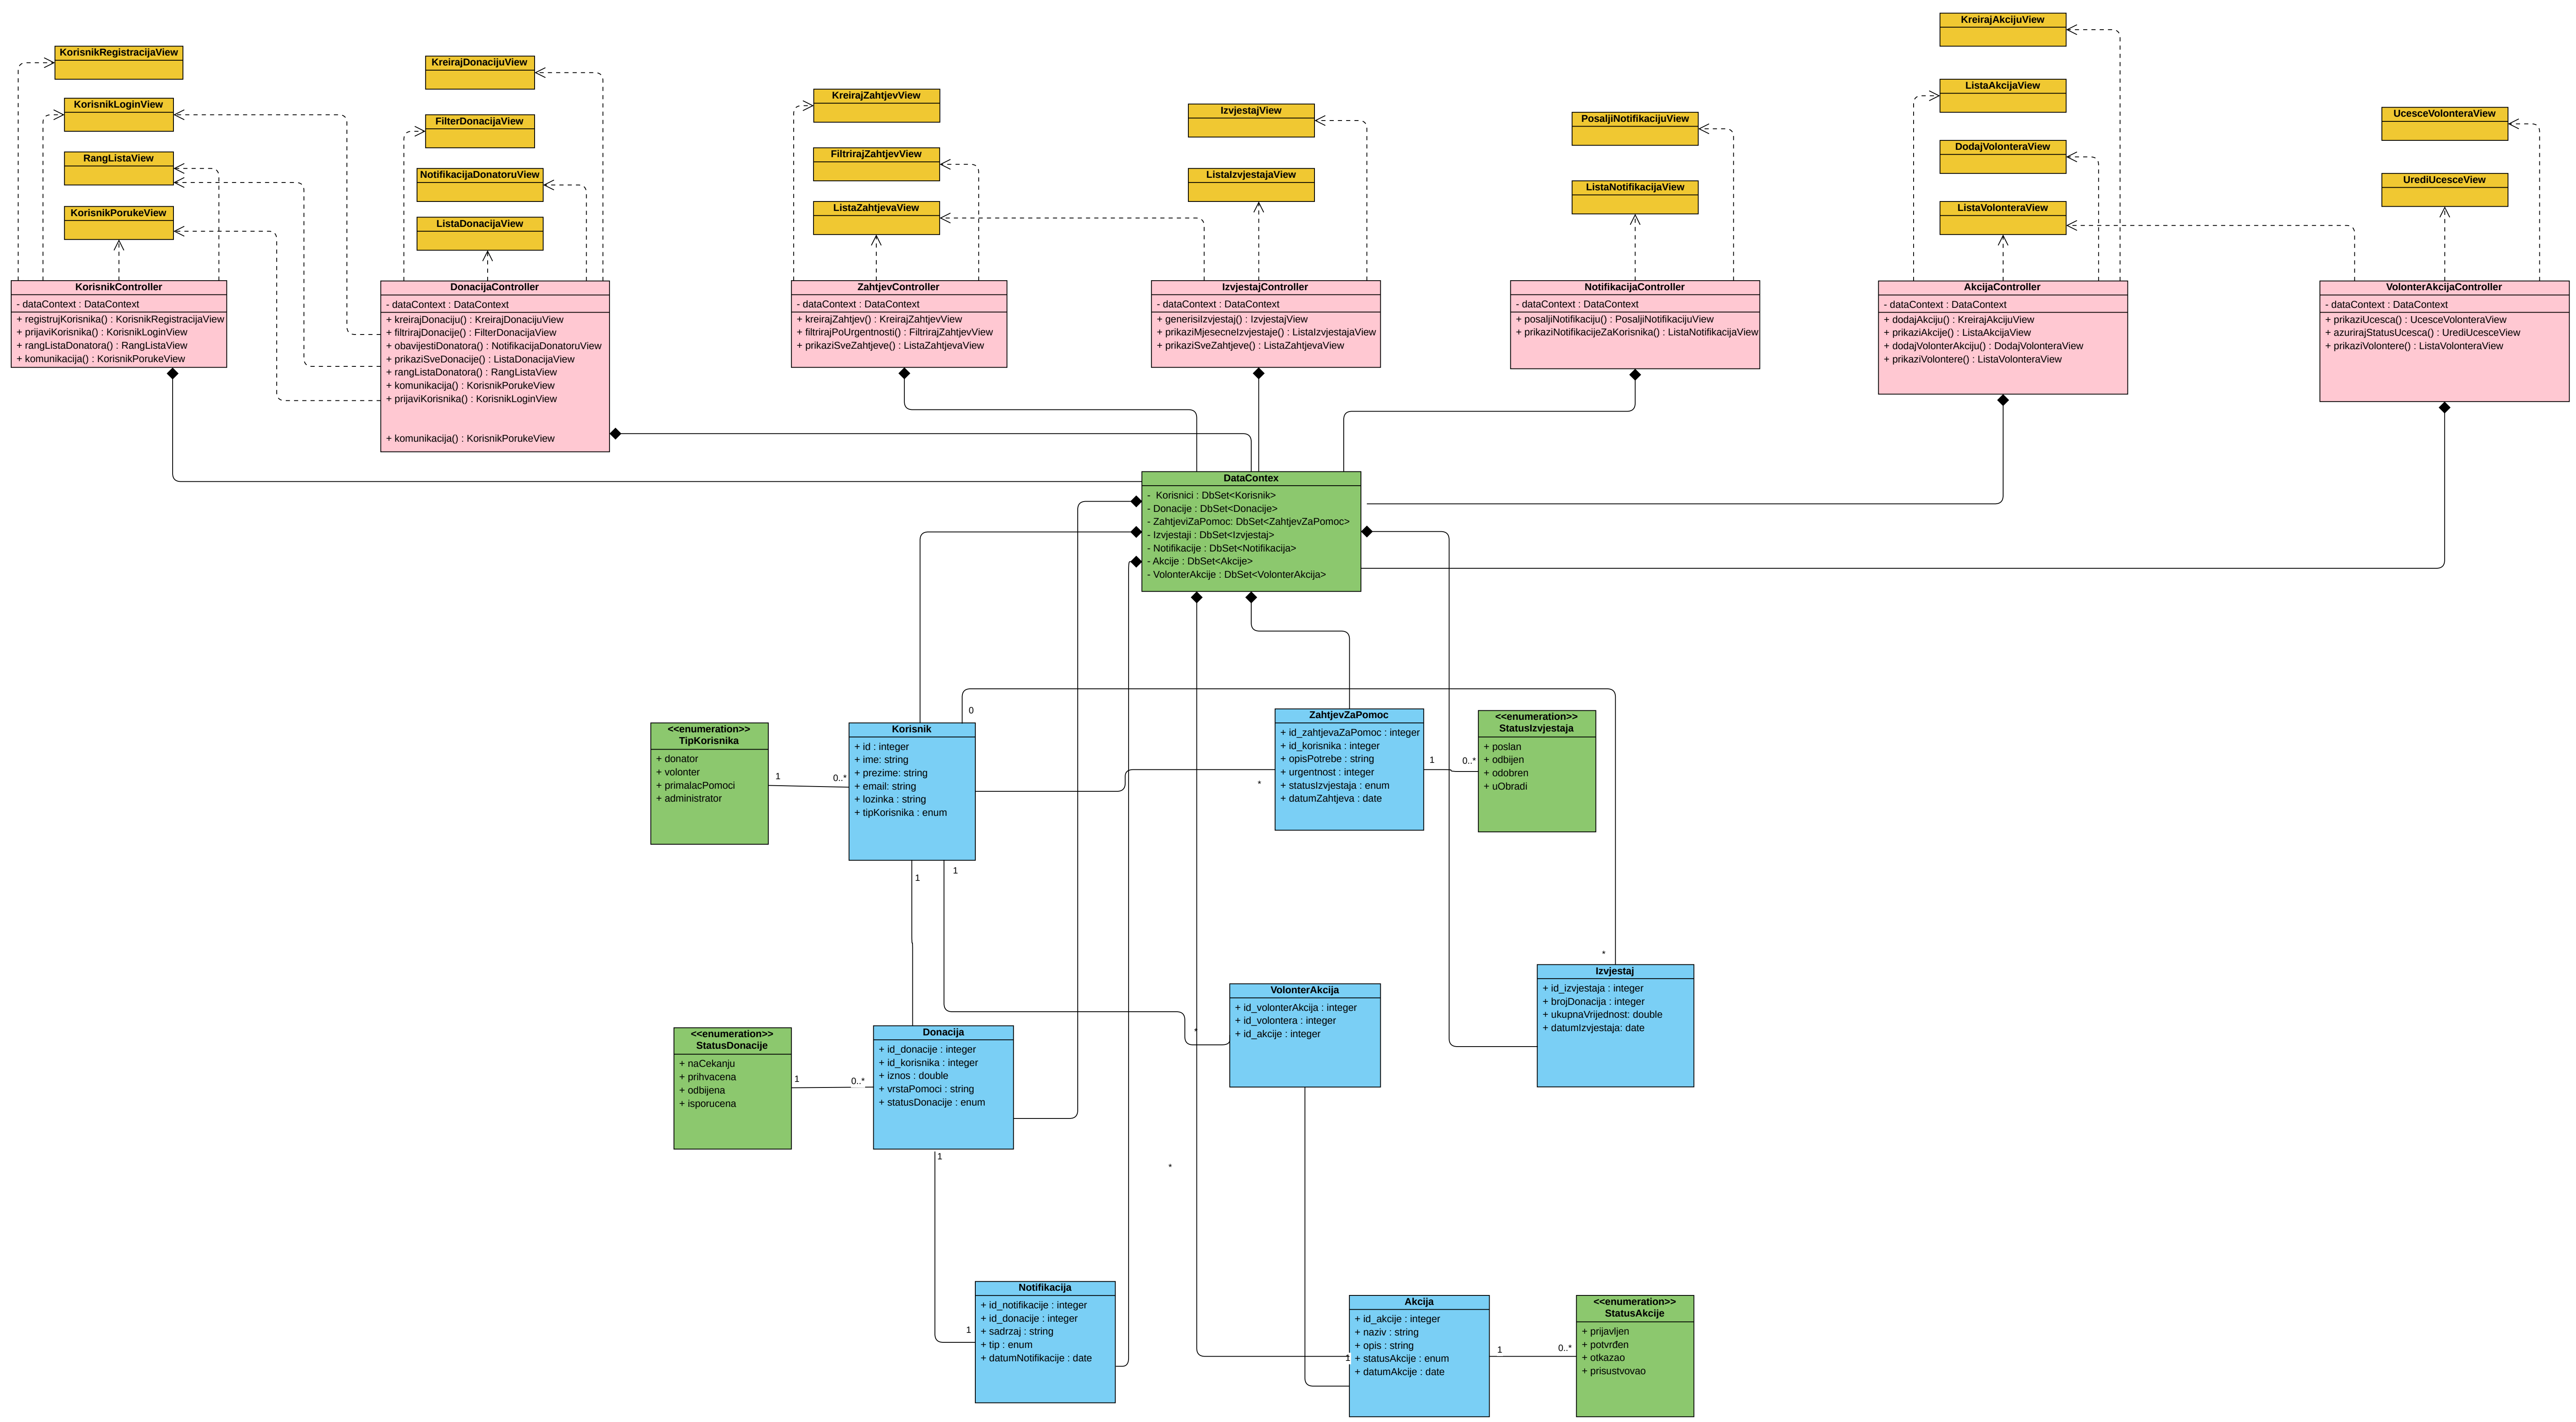 KorisnikRegistracijaView
KorisnikLoginView
RangListaView
KorisnikPorukeView
KreirajDonacijuView
FilterDonacijaView
NotifikacijaDonatoruView
ListaDonacijaView
KreirajZahtjevView
FiltrirajZahtjevView
ListaZahtjevaView
IzvjestajView
ListaIzvjestajaView
PosaljiNotifikacijuView
ListaNotifikacijaView
KreirajAkcijuView
ListaAkcijaView
DodajVolonteraView
ListaVolonteraView
UcesceVolonteraView
UrediUcesceView
KorisnikController
- dataContext : DataContext
+ registrujKorisnika() : KorisnikRegistracijaView
+ prijaviKorisnika() : KorisnikLoginView
+ rangListaDonatora() : RangListaView
+ komunikacija() : KorisnikPorukeView
DonacijaController
- dataContext : DataContext
+ kreirajDonaciju() : KreirajDonacijuView
+ filtrirajDonacije() : FilterDonacijaView
+ obavijestiDonatora() : NotifikacijaDonatoruView
+ prikaziSveDonacije() : ListaDonacijaView
+ rangListaDonatora() : RangListaView
+ komunikacija() : KorisnikPorukeView
+ prijaviKorisnika() : KorisnikLoginView
+ komunikacija() : KorisnikPorukeView
ZahtjevController
- dataContext : DataContext
+ kreirajZahtjev() : KreirajZahtjevView
+ filtrirajPoUrgentnosti() : FiltrirajZahtjevView
+ prikaziSveZahtjeve() : ListaZahtjevaView
IzvjestajController
- dataContext : DataContext
+ generisiIzvjestaj() : IzvjestajView
+ prikaziMjesecneIzvjestaje() : ListaIzvjestajaView
+ prikaziSveZahtjeve() : ListaZahtjevaView
NotifikacijaController
- dataContext : DataContext
+ posaljiNotifikaciju() : PosaljiNotifikacijuView
+ prikaziNotifikacijeZaKorisnika() : ListaNotifikacijaView
AkcijaController
- dataContext : DataContext
+ dodajAkciju() : KreirajAkcijuView
+ prikaziAkcije() : ListaAkcijaView
+ dodajVolonterAkciju() : DodajVolonteraView
+ prikaziVolontere() : ListaVolonteraView
VolonterAkcijaController
- dataContext : DataContext
+ prikaziUcesca() : UcesceVolonteraView
+ azurirajStatusUcesca() : UrediUcesceView
+ prikaziVolontere() : ListaVolonteraView
DataContex
- Korisnici : DbSet<Korisnik>
- Donacije : DbSet<Donacije>
- ZahtjeviZaPomoc: DbSet<ZahtjevZaPomoc>
- Izvjestaji : DbSet<Izvjestaj>
- Notifikacije : DbSet<Notifikacija>
- Akcije : DbSet<Akcije>
- VolonterAkcije : DbSet<VolonterAkcija>
<<enumeration>>
TipKorisnika
+ donator
+ volonter
+ primalacPomoci
+ administrator
1
0..*
Korisnik
+ id : integer
+ ime: string
+ prezime: string
+ email: string
+ lozinka : string
+ tipKorisnika : enum
0
*
ZahtjevZaPomoc
+ id_zahtjevaZaPomoc : integer
+ id_korisnika : integer
+ opisPotrebe : string
+ urgentnost : integer
+ statusIzvjestaja : enum
+ datumZahtjeva : date
1
0..*
<<enumeration>>
StatusIzvjestaja
+ poslan
+ odbijen
+ odobren
+ uObradi
1
1
*
Izvjestaj
+ id_izvjestaja : integer
+ brojDonacija : integer
+ ukupnaVrijednost: double
+ datumIzvjestaja: date
VolonterAkcija
+ id_volonterAkcija : integer
+ id_volontera : integer
+ id_akcije : integer
*
<<enumeration>>
StatusDonacije
+ naCekanju
+ prihvacena
+ odbijena
+ isporucena
1
0..*
Donacija
+ id_donacije : integer
+ id_korisnika : integer
+ iznos : double
+ vrstaPomoci : string
+ statusDonacije : enum
1
*
Notifikacija
+ id_notifikacije : integer
+ id_donacije : integer
+ sadrzaj : string
+ tip : enum
+ datumNotifikacije : date
1
Akcija
+ id_akcije : integer
+ naziv : string
+ opis : string
+ statusAkcije : enum
+ datumAkcije : date
1
1
0..*
<<enumeration>>
StatusAkcije
+ prijavljen
+ potvrđen
+ otkazao
+ prisustvovao